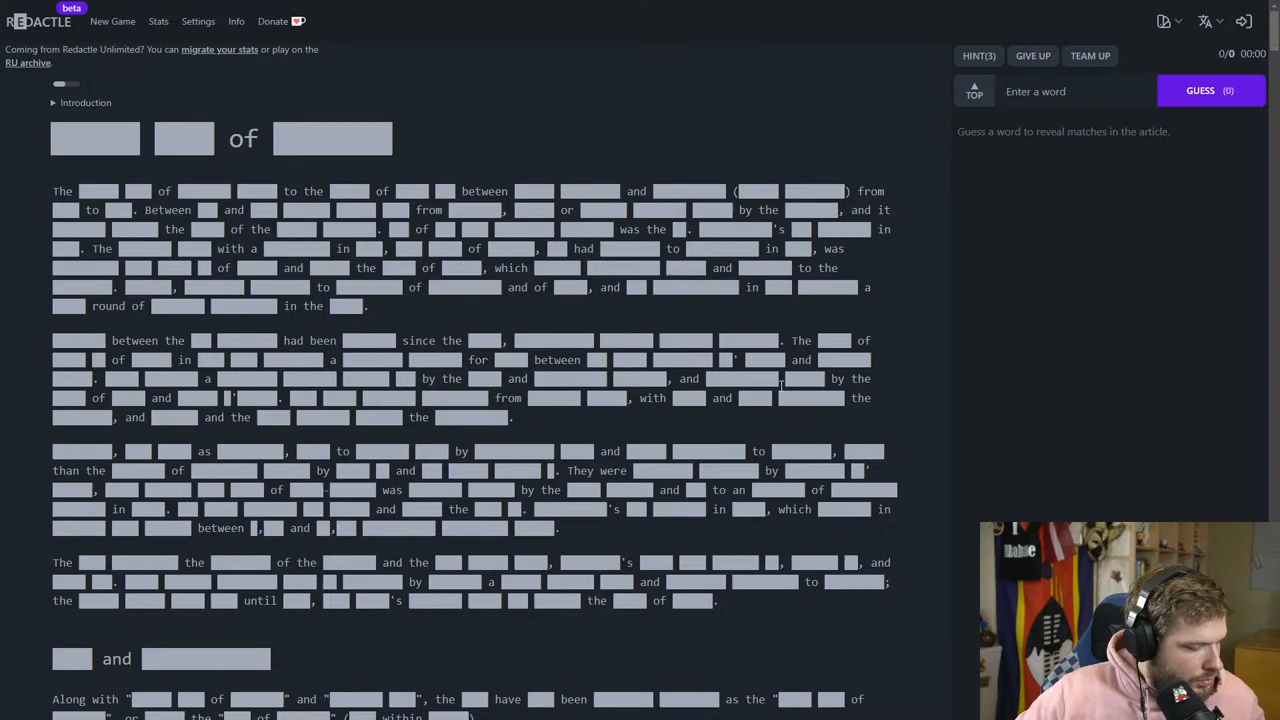 beta
REDACTLE New Game Stats Settings Info Donate
Coming from Redactle Unlimited? You can migrate your stats or play on the
RU archive.
HINT(3) GIVE UP TEAM UP 0/0 00:00
▲ TOP Enter a word GUESS (0)
Guess a word to reveal matches in the article.
▶ Introduction
of
The of to the of between and ( ) from
to . Between and from , or by the , and it
the of the . of was the . 's in
. The with a in , of , had to in , was
of and the of , which and to the
. , to of and of , and in a
round of in the .
between the had been since the , . The of
of in a for between ' and
. a by the and , and by the
of and '. from , with and the
, and and the the .
, as , to by and to ,
than the of by and . They were by '
, of - was by the and to an of
in . and the . 's in , which in
between , and , .
The the of the and the , 's , , and
. by a and to ;
the until , 's the of .
and
Along with " of " and " ", the have been as the " of